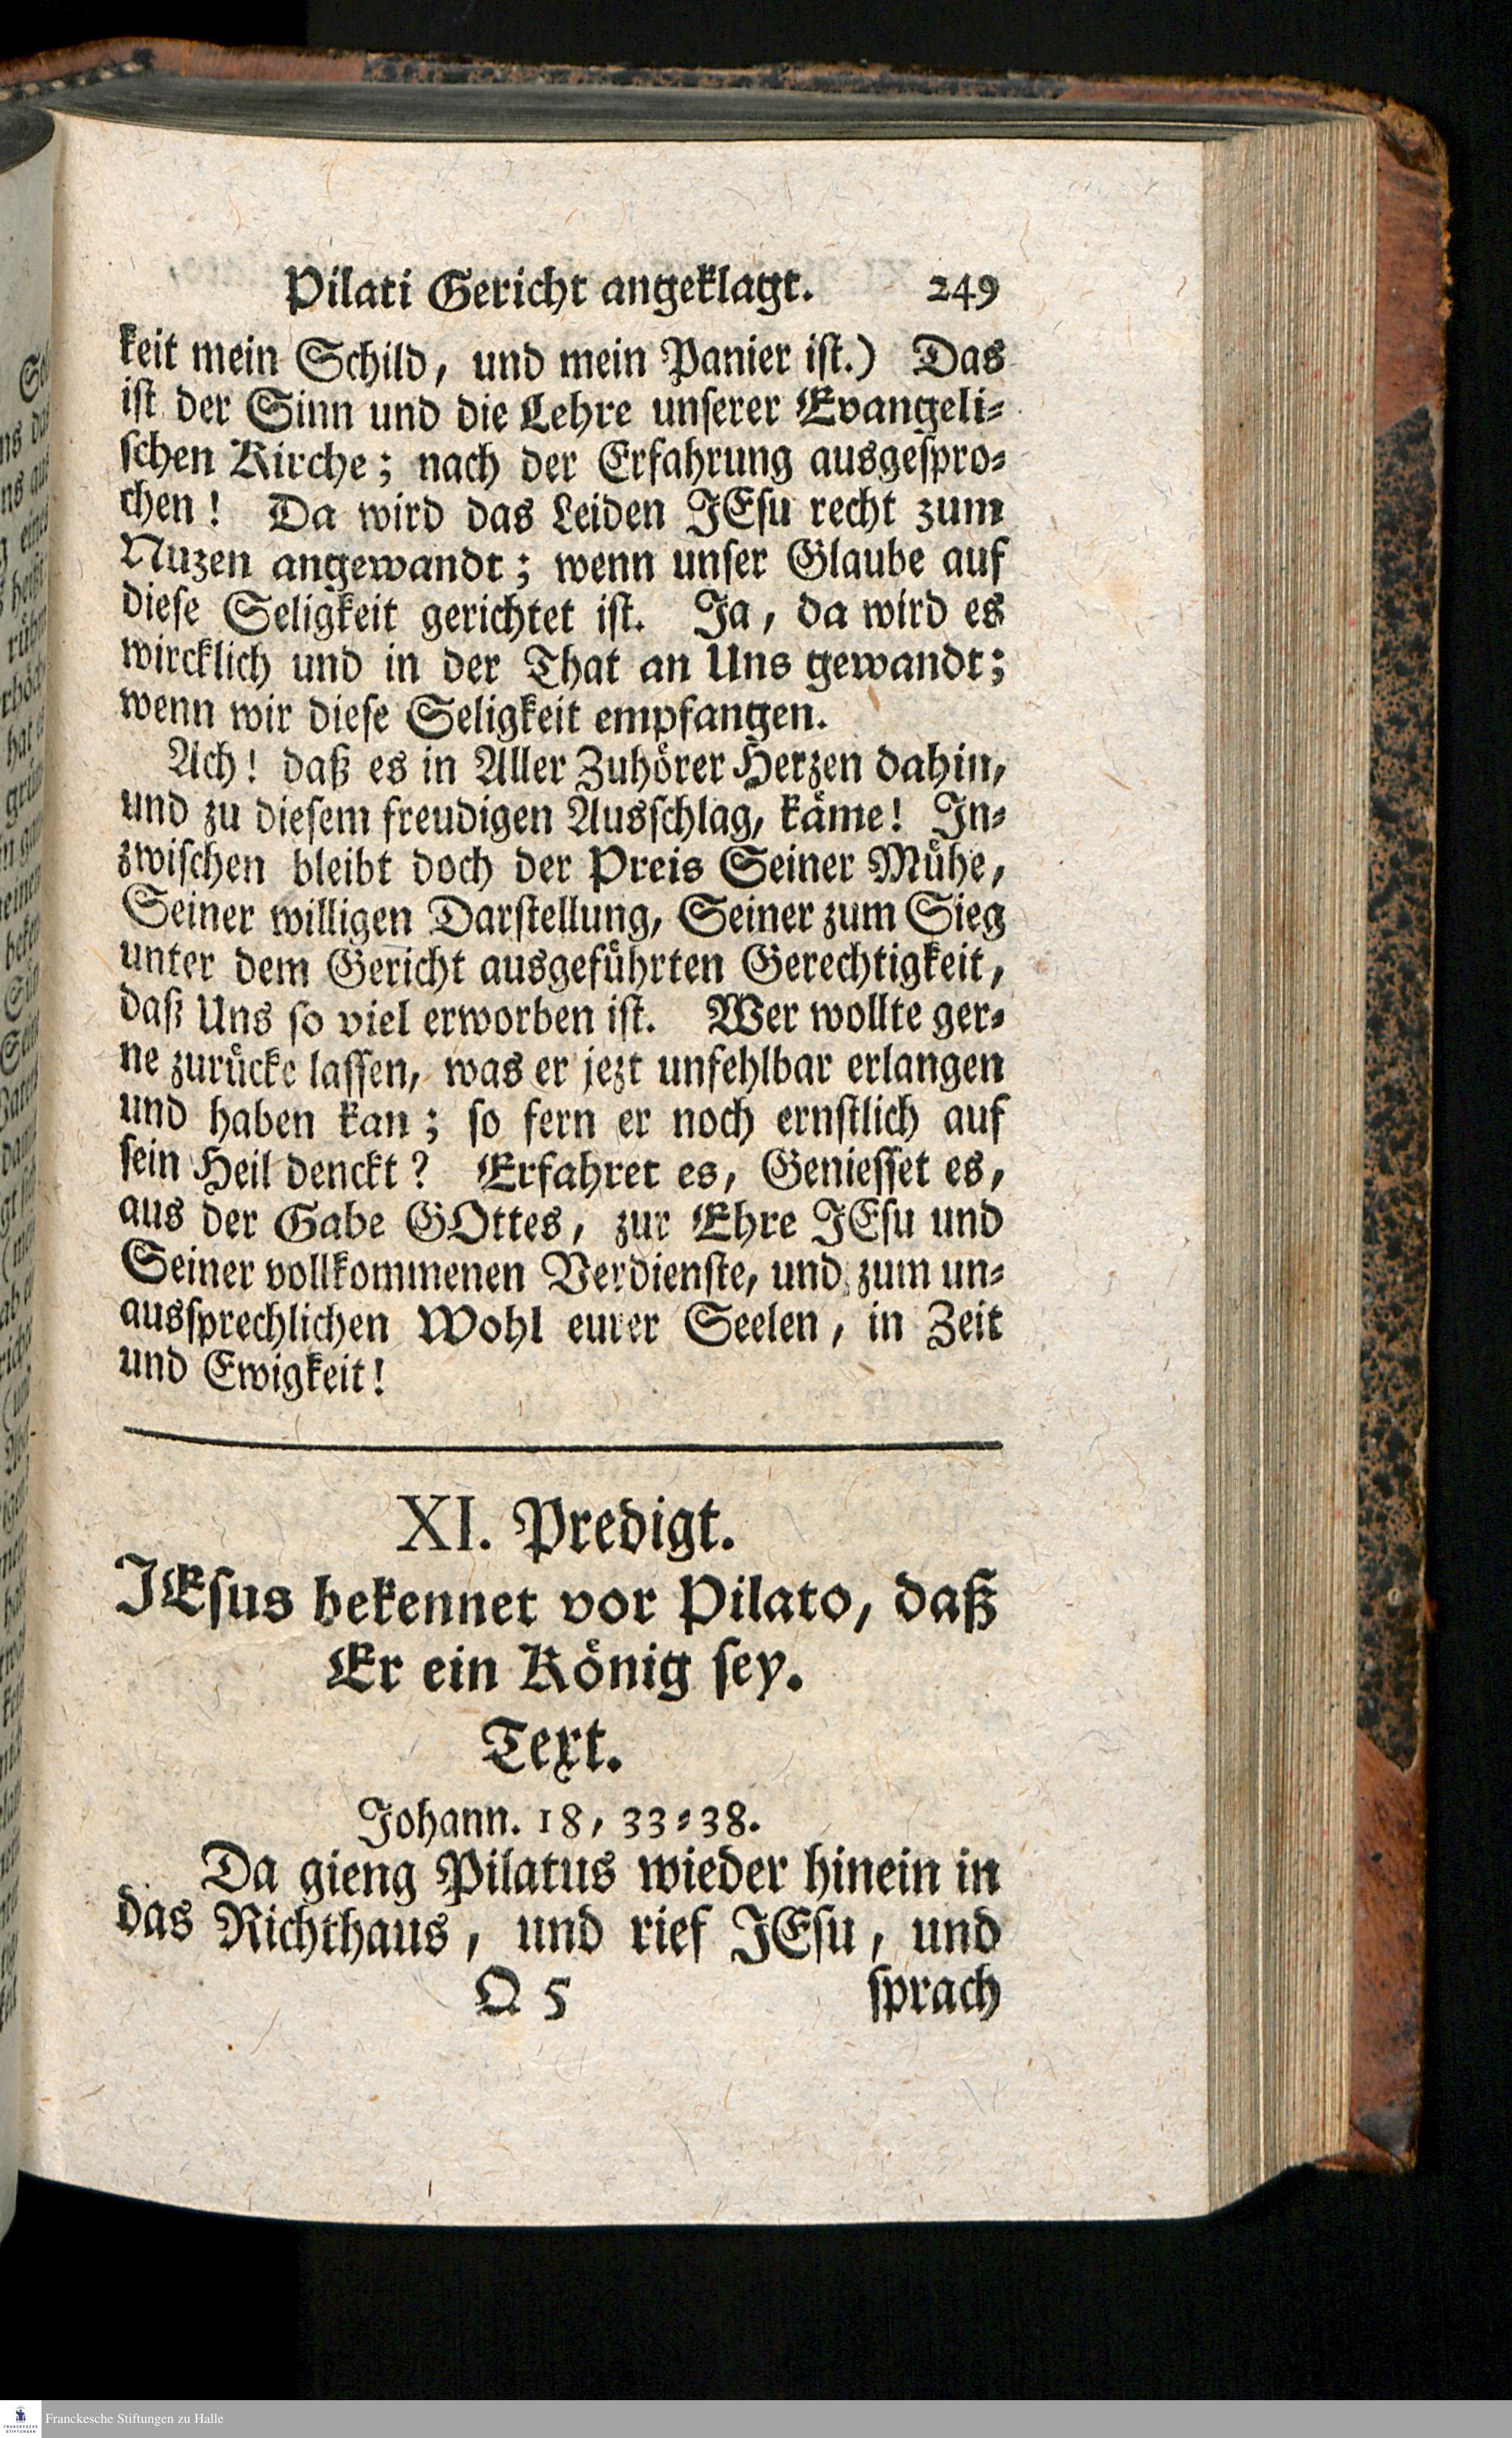 Pilati Gericht angeklagt. 249
keit mein Schild, und mein Panier ist.) Das
ist der Sinn und die Lehre unserer Evangeli-
schen Kirche; nach der Erfahrung ausgespro-
chen! Da wird das Leiden JEsu recht zum
Nuzen angewandt; wenn unser Glaube auf
diese Seligkeit gerichtet ist. Ja, da wird es
wircklich und in der That an Uns gewandt;
wenn wir diese Seligkeit empfangen.
Ach! daß es in Aller Zuhörer Herzen dahin,
und zu diesem freudigen Ausschlag, käme! In-
zwischen bleibt doch der Preis Seiner Mühe,
Seiner willigen Darstellung, Seiner zum Sieg
unter dem Gericht ausgeführten Gerechtigkeit,
daß Uns so viel erworben ist. Wer wollte ger-
ne zurücke lassen, was er jezt unfehlbar erlangen
und haben kan; so fern er noch ernstlich auf
sein Heil denckt? Erfahret es, Geniesset es,
aus der Gabe GOttes, zur Ehre JEsu und
Seiner vollkommenen Verdienste, und zum un-
aussprechlichen Wohl eurer Seelen, in Zeit
und Ewigkeit!
XI. Predigt.
JEsus bekennet vor Pilato, daß
Er ein König sey.
Text.
Johann. 18, 33-38.
Da gieng Pilatus wieder hinein in
das Richthaus, und rief JEsu, und
Q 5 sprach
Franckesche Stiftungen zu Halle